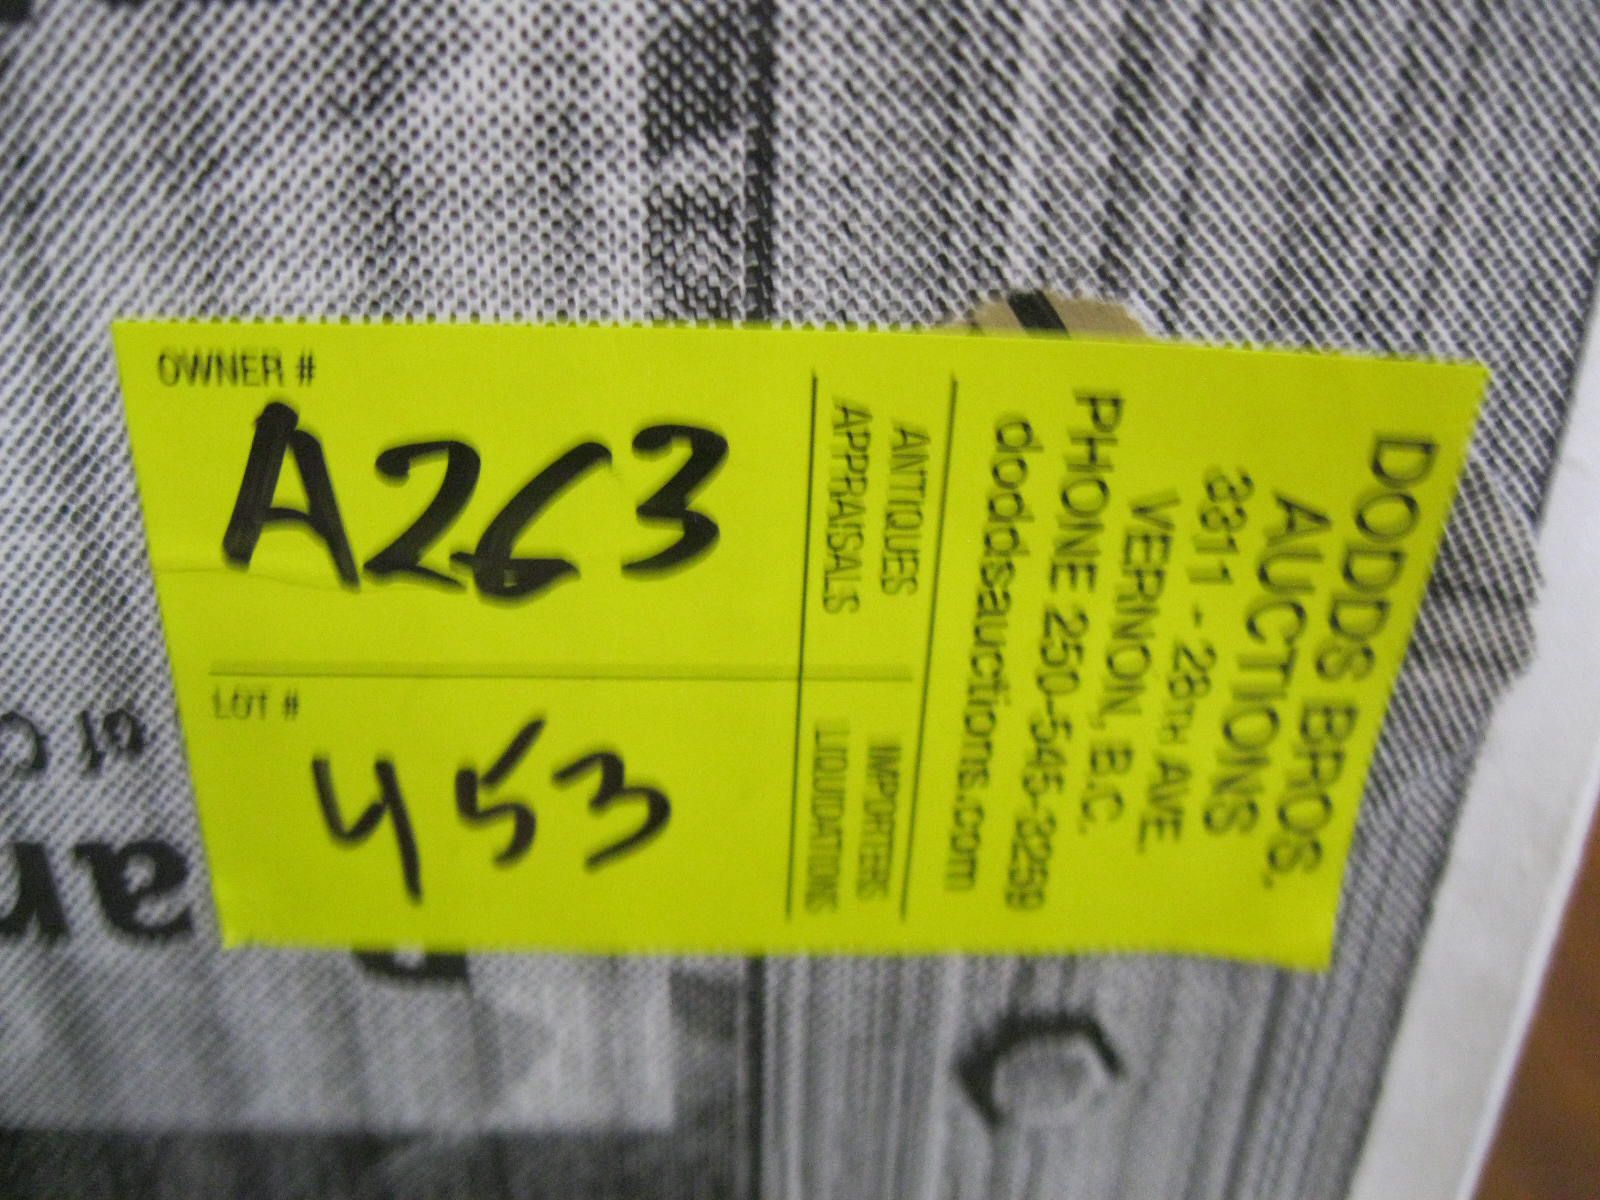 OWNER #
A263
LOT #
453
ANTIQUES
APPRAISALS
IMPORTERS
LIQUIDATIONS
DODDS BROS.
AUCTIONS
3311 - 28TH AVE.
VERNON, B.C.
PHONE 250-545-3259
doddsauctions.com